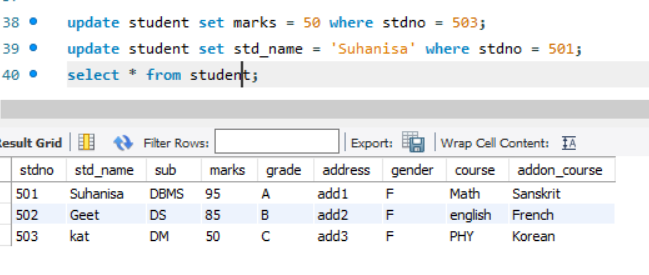 38 update student set marks = 50 where stdno = 503;
39 update student set std_name = 'Suhanisa' where stdno = 501;
40 select * from student;
Result Grid Filter Rows: Export: Wrap Cell Content: IA
stdno std_name sub marks grade address gender course addon_course
501 Suhanisa DBMS 95 A add1 F Math Sanskrit
502 Geet DS 85 B add2 F english French
503 kat DM 50 C add3 F PHY Korean